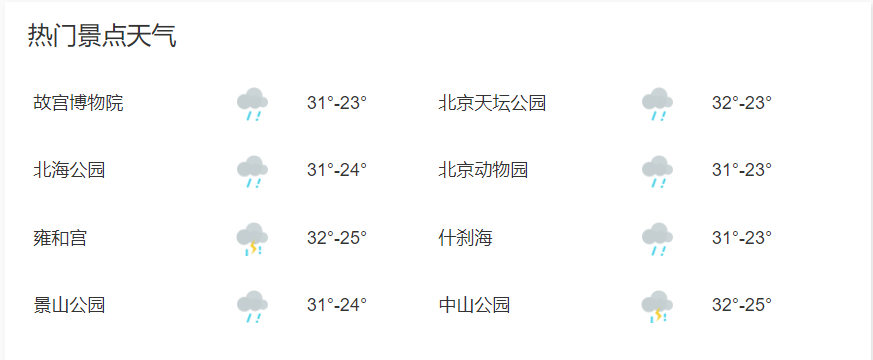 热门景点天气
故宫博物院 31°-23° 北京天坛公园 32°-23°
北海公园 31°-24° 北京动物园 31°-23°
雍和宫 32°-25° 什刹海 31°-23°
景山公园 31°-24° 中山公园 32°-25°